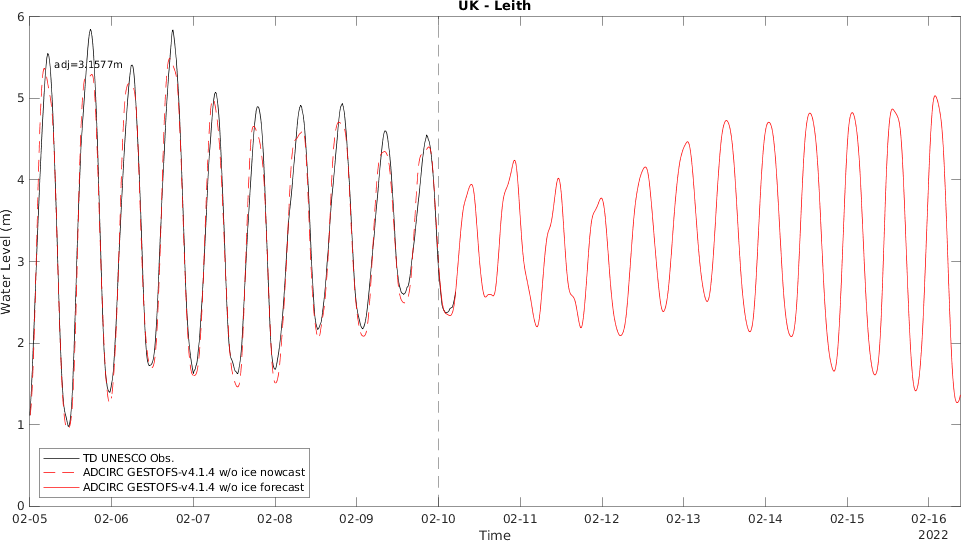 UK - Leith
6
adj=3.1577m
5
4
3
2
1
0
Water Level (m)
TD UNESCO Obs.
ADCIRC GESTOFS-v4.1.4 w/o ice nowcast
ADCIRC GESTOFS-v4.1.4 w/o ice forecast
02-05 02-06 02-07 02-08 02-09 02-10 02-11 02-12 02-13 02-14 02-15 02-16
Time 2022